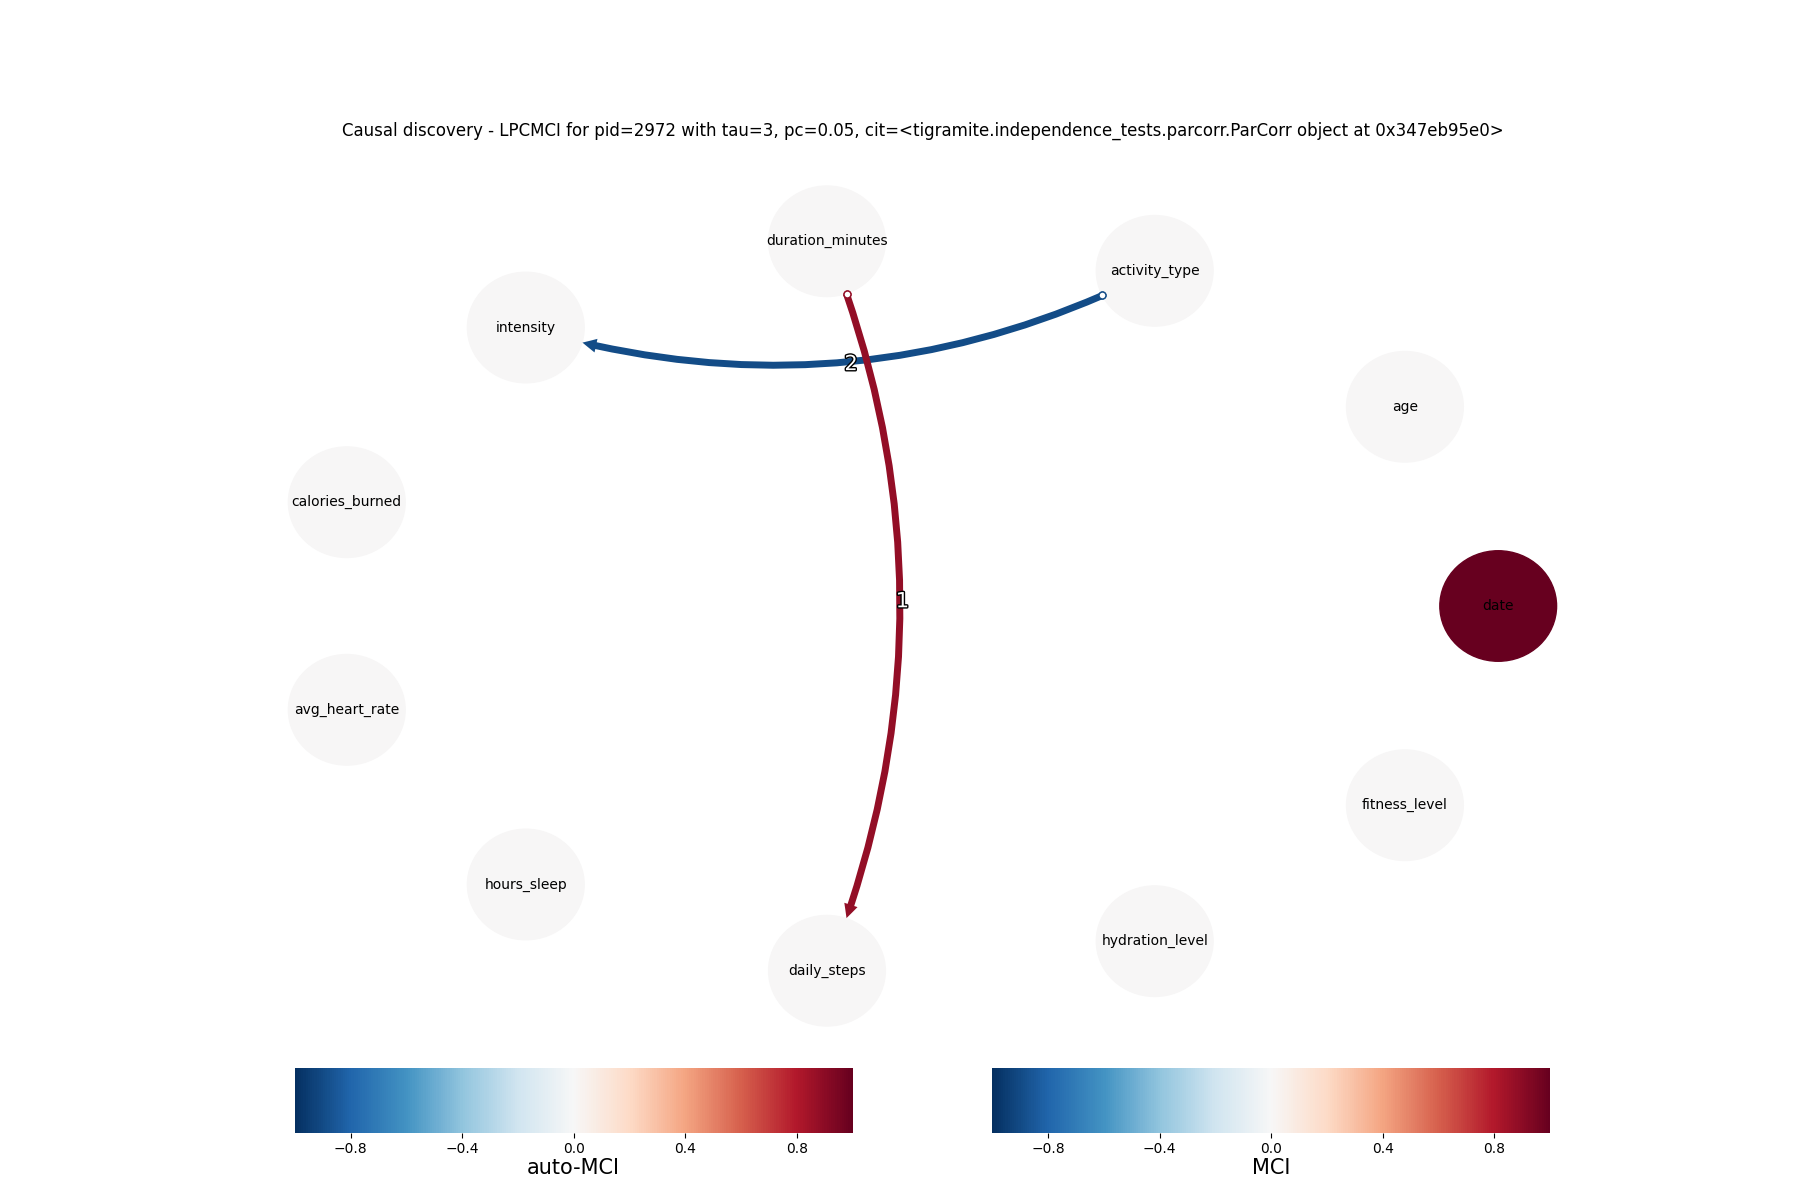 Causal discovery - LPCMCI for pid=2972 with tau=3, pc=0.05, cit=<tigramite.independence_tests.parcorr.ParCorr object at 0x347eb95e0>
duration_minutes
activity_type
intensity
2
age
calories_burned
1
date
avg_heart_rate
fitness_level
hours_sleep
hydration_level
daily_steps
−0.8 −0.4 0.0 0.4 0.8
auto-MCI
−0.8 −0.4 0.0 0.4 0.8
MCI